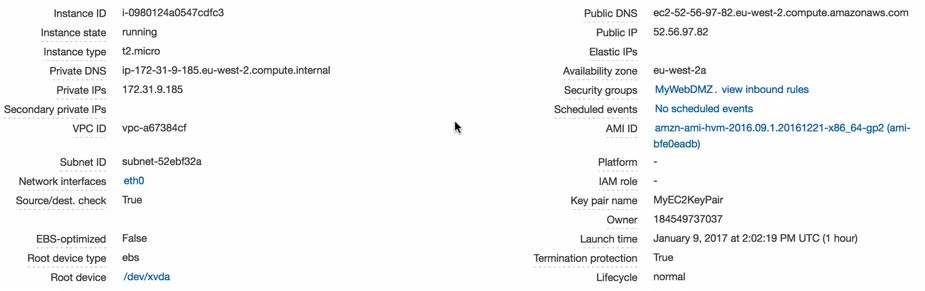 Instance ID i-0980124a0547cdfc3
Instance state running
Instance type t2.micro
Private DNS ip-172-31-9-185.eu-west-2.compute.internal
Private IPs 172.31.9.185
Secondary private IPs
VPC ID vpc-a67384cf
Subnet ID subnet-52ebf32a
Network interfaces eth0
Source/dest. check True
EBS-optimized False
Root device type ebs
Root device /dev/xvda
Public DNS ec2-52-56-97-82.eu-west-2.compute.amazonaws.com
Public IP 52.56.97.82
Elastic IPs
Availability zone eu-west-2a
Security groups MyWebDMZ. view inbound rules
Scheduled events No scheduled events
AMI ID amzn-ami-hvm-2016.09.1.20161221-x86_64-gp2 (ami-
bfe0eadb)
Platform -
IAM role -
Key pair name MyEC2KeyPair
Owner 184549737037
Launch time January 9, 2017 at 2:02:19 PM UTC (1 hour)
Termination protection True
Lifecycle normal